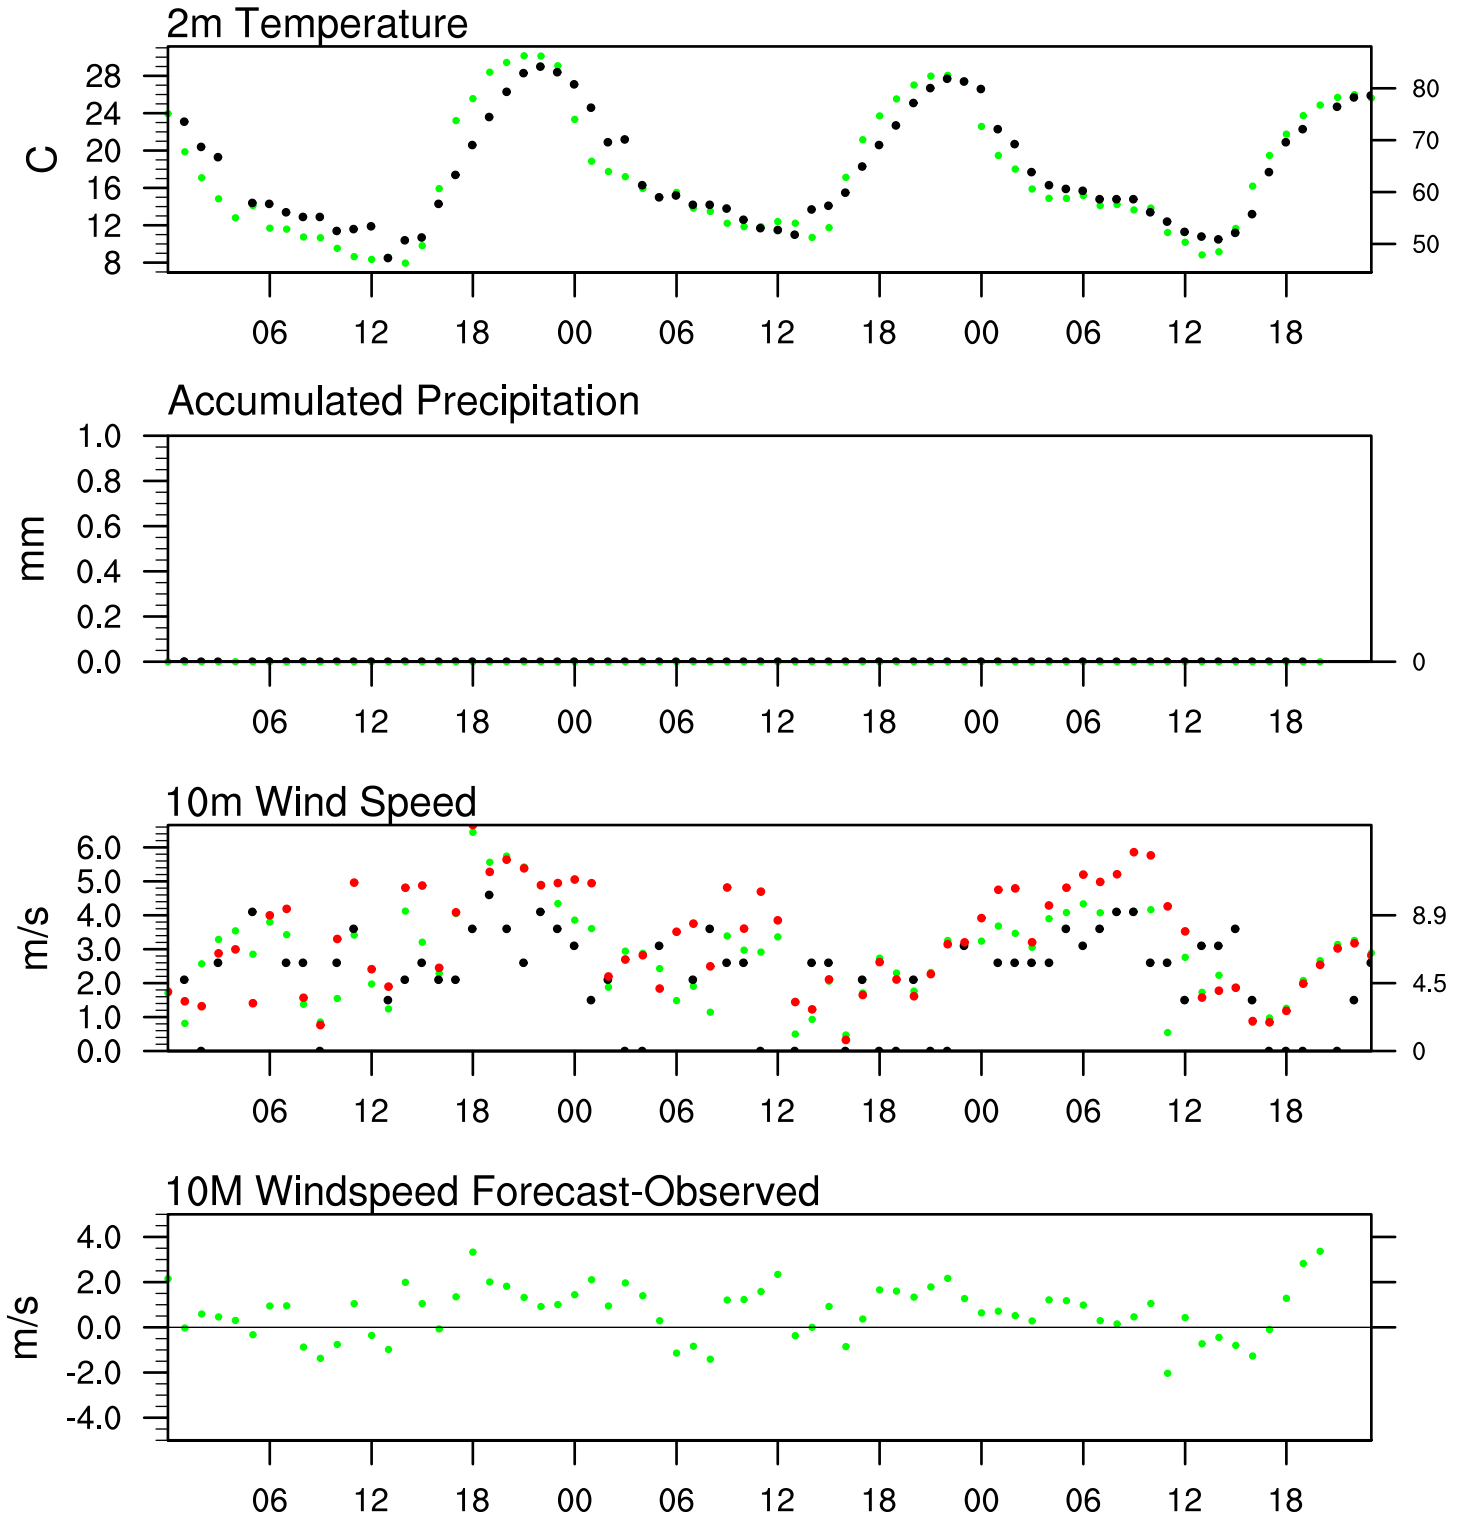 2m Temperature
28
24
20
16
12
8
C
80
70
60
50
06 12 18 00 06 12 18 00 06 12 18
Accumulated Precipitation
1.0
0.8
0.6
0.4
0.2
0.0
mm
0
06 12 18 00 06 12 18 00 06 12 18
10m Wind Speed
6.0
5.0
4.0
3.0
2.0
1.0
0.0
m/s
8.9
4.5
0
06 12 18 00 06 12 18 00 06 12 18
10M Windspeed Forecast-Observed
4.0
2.0
0.0
-2.0
-4.0
m/s
06 12 18 00 06 12 18 00 06 12 18